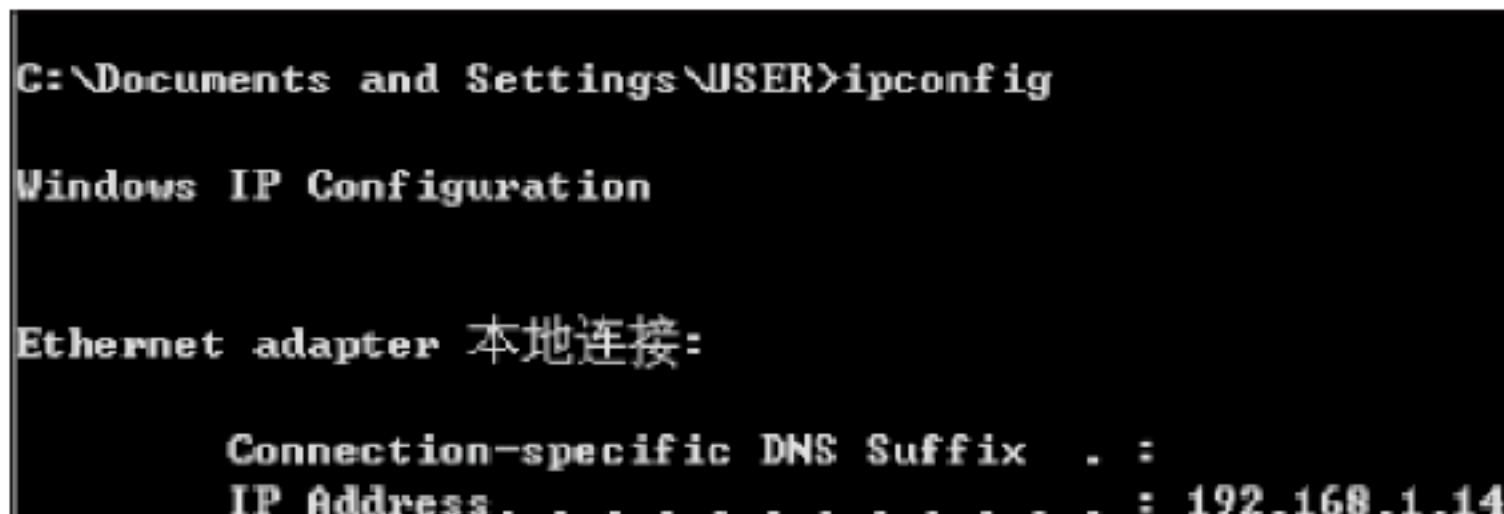 C:\Documents and Settings\USER>ipconfig
Windows IP Configuration
Ethernet adapter 本地连接:
Connection-specific DNS Suffix  . :
IP Address. . . . . . . . . . . . : 192.168.1.14